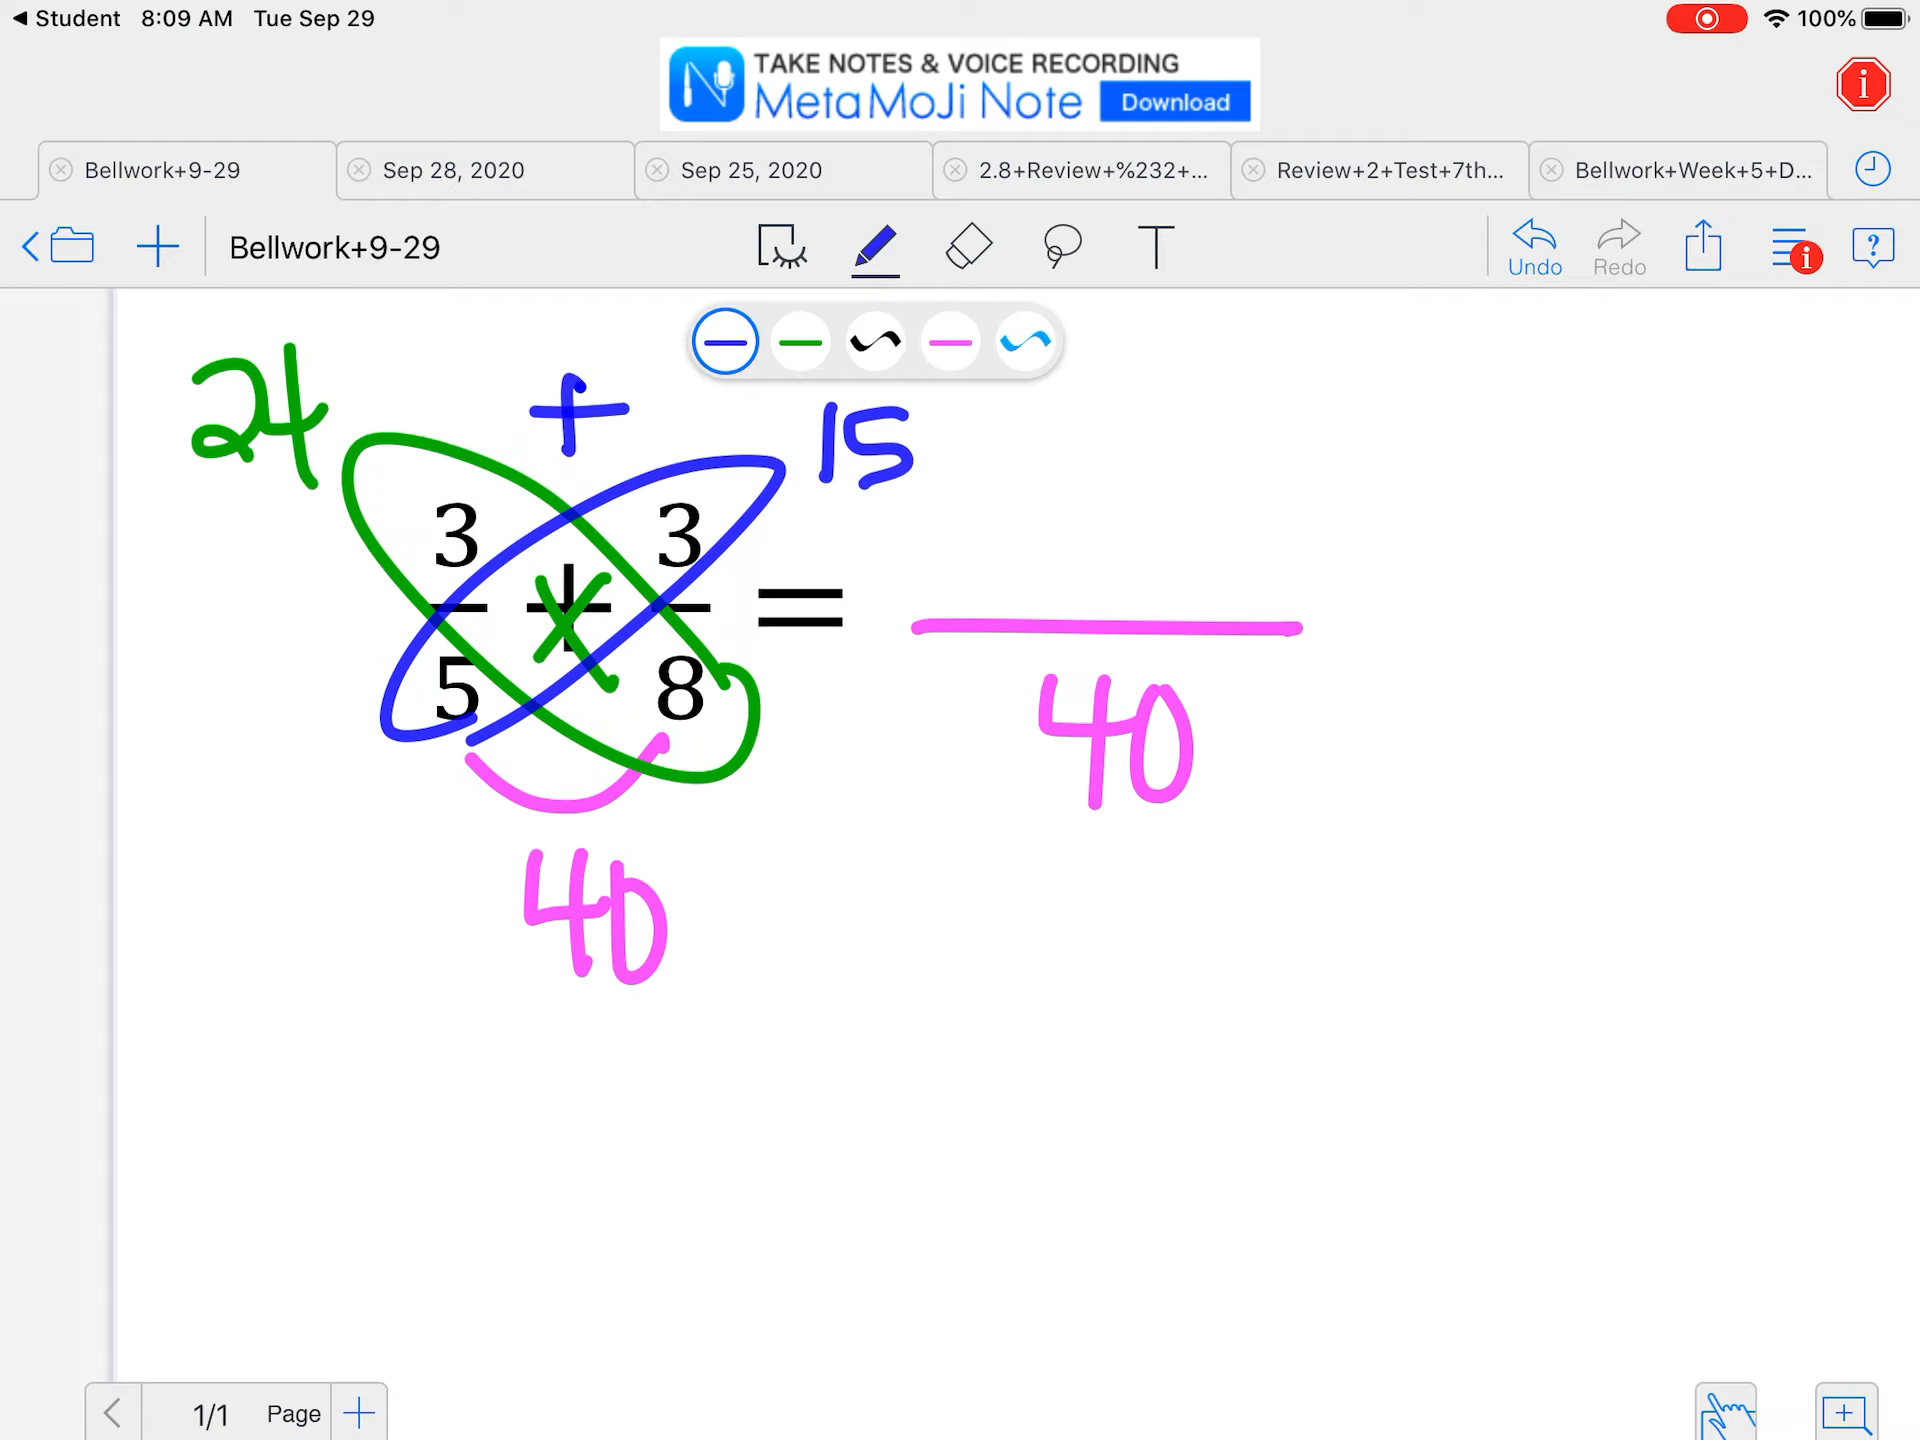 Student 8:09 AM Tue Sep 29 100%
TAKE NOTES & VOICE RECORDING
MetaMoJi Note Download
i
Bellwork+9-29 Sep 28, 2020 Sep 25, 2020 2.8+Review+%232+... Review+2+Test+7th... Bellwork+Week+5+D...
Bellwork+9-29 T Undo Redo i ?
24 + 15
3/5 + 3/8 = /40
x
40
1/1 Page +